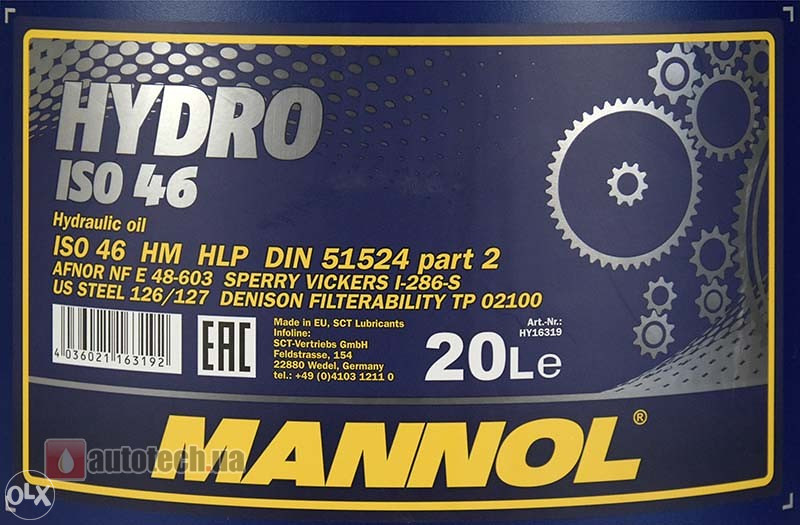 HYDRO
ISO 46
Hydraulic oil
ISO 46 HM HLP DIN 51524 part 2
AFNOR NF E 48-603 SPERRY VICKERS I-286-S
US STEEL 126/127 DENISON FILTERABILITY TP 02100
4 036021 163192
EAC
Made in EU, SCT Lubricants
Infoline:
SCT-Vertriebs GmbH
Feldstrasse, 154
22880 Wedel, Germany
tel.: +49 (0)4103 1211 0
20L e
Art.-Nr.:
HY16319
MANNOL®
autotech.ua
OLX